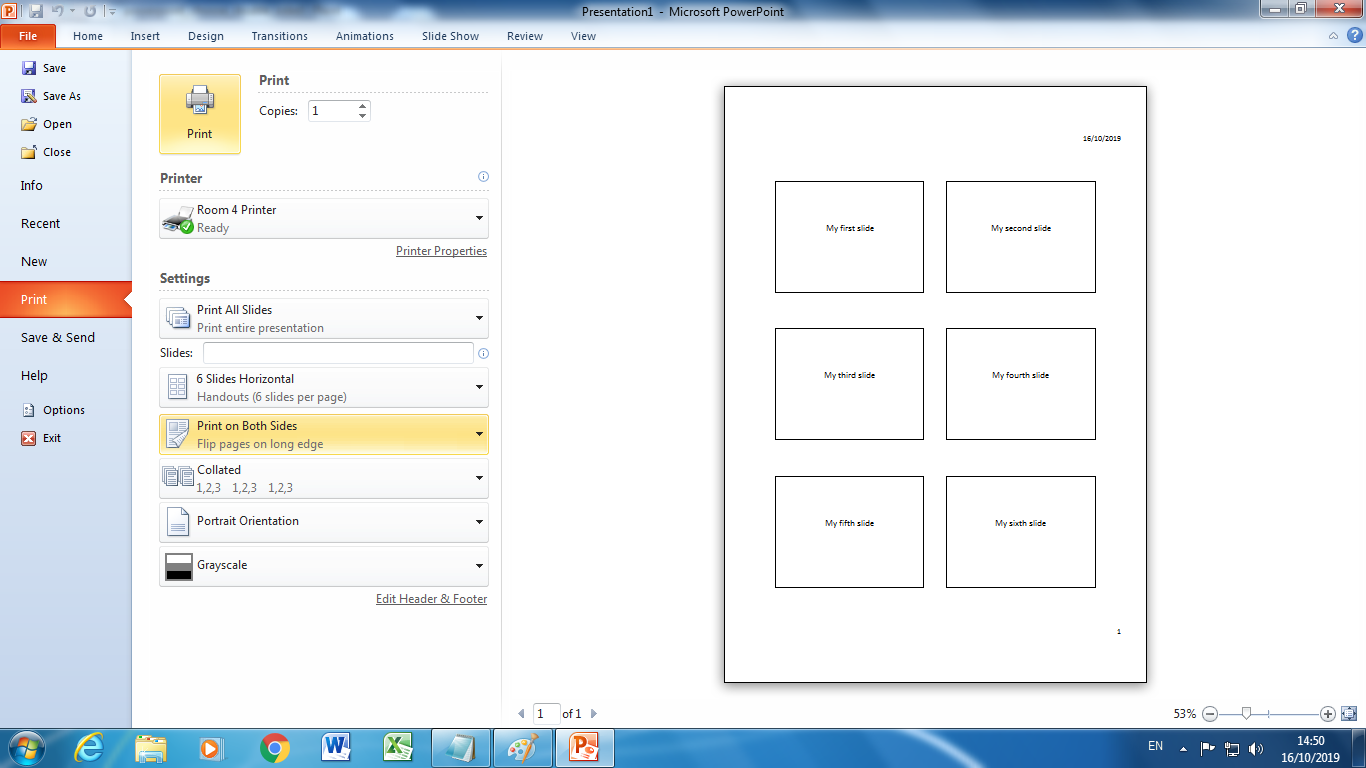 Presentation1 - Microsoft PowerPoint
File Home Insert Design Transitions Animations Slide Show Review View
Save
Save As
Open
Close
Info
Recent
New
Print
Save & Send
Help
Options
Exit
Print
Print
Copies: 1
Printer
Room 4 Printer
Ready
Printer Properties
Settings
Print All Slides
Print entire presentation
Slides:
6 Slides Horizontal
Handouts (6 slides per page)
Print on Both Sides
Flip pages on long edge
Collated
1,2,3 1,2,3 1,2,3
Portrait Orientation
Grayscale
Edit Header & Footer
16/10/2019
My first slide My second slide
My third slide My fourth slide
My fifth slide My sixth slide
1
1 of 1
53%
EN
14:50
16/10/2019